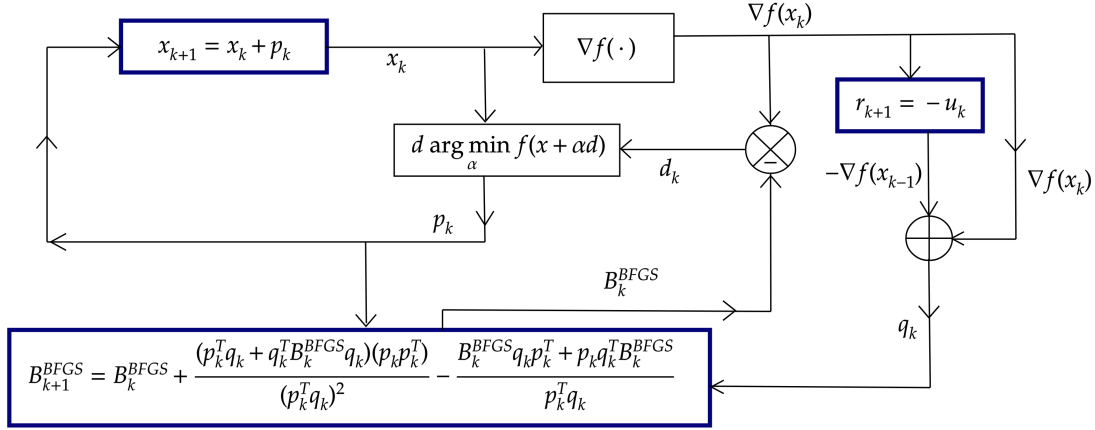 ∇f(x_k)
x_{k+1} = x_k + p_k
x_k
∇f(·)
r_{k+1} = −u_k
d arg min_α f(x + αd)
d_k
−
−∇f(x_{k−1})
∇f(x_k)
p_k
B_k^{BFGS}
q_k
B_{k+1}^{BFGS} = B_k^{BFGS} + \frac{(p_k^T q_k + q_k^T B_k^{BFGS} q_k)(p_k p_k^T)}{(p_k^T q_k)^2} − \frac{B_k^{BFGS} q_k p_k^T + p_k q_k^T B_k^{BFGS}}{p_k^T q_k}